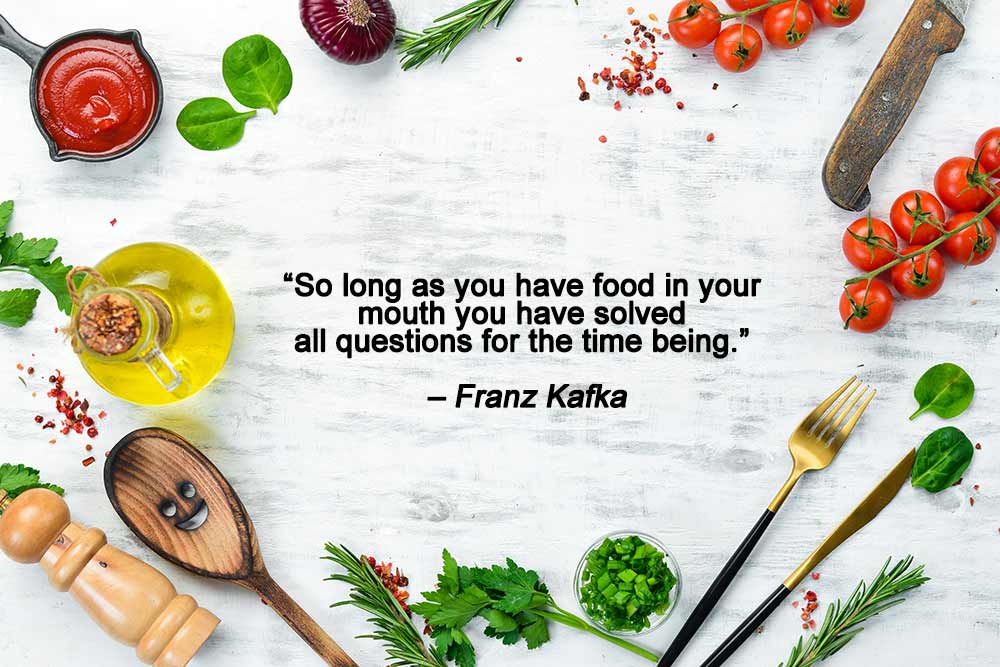 “So long as you have food in your
mouth you have solved
all questions for the time being.”
– Franz Kafka